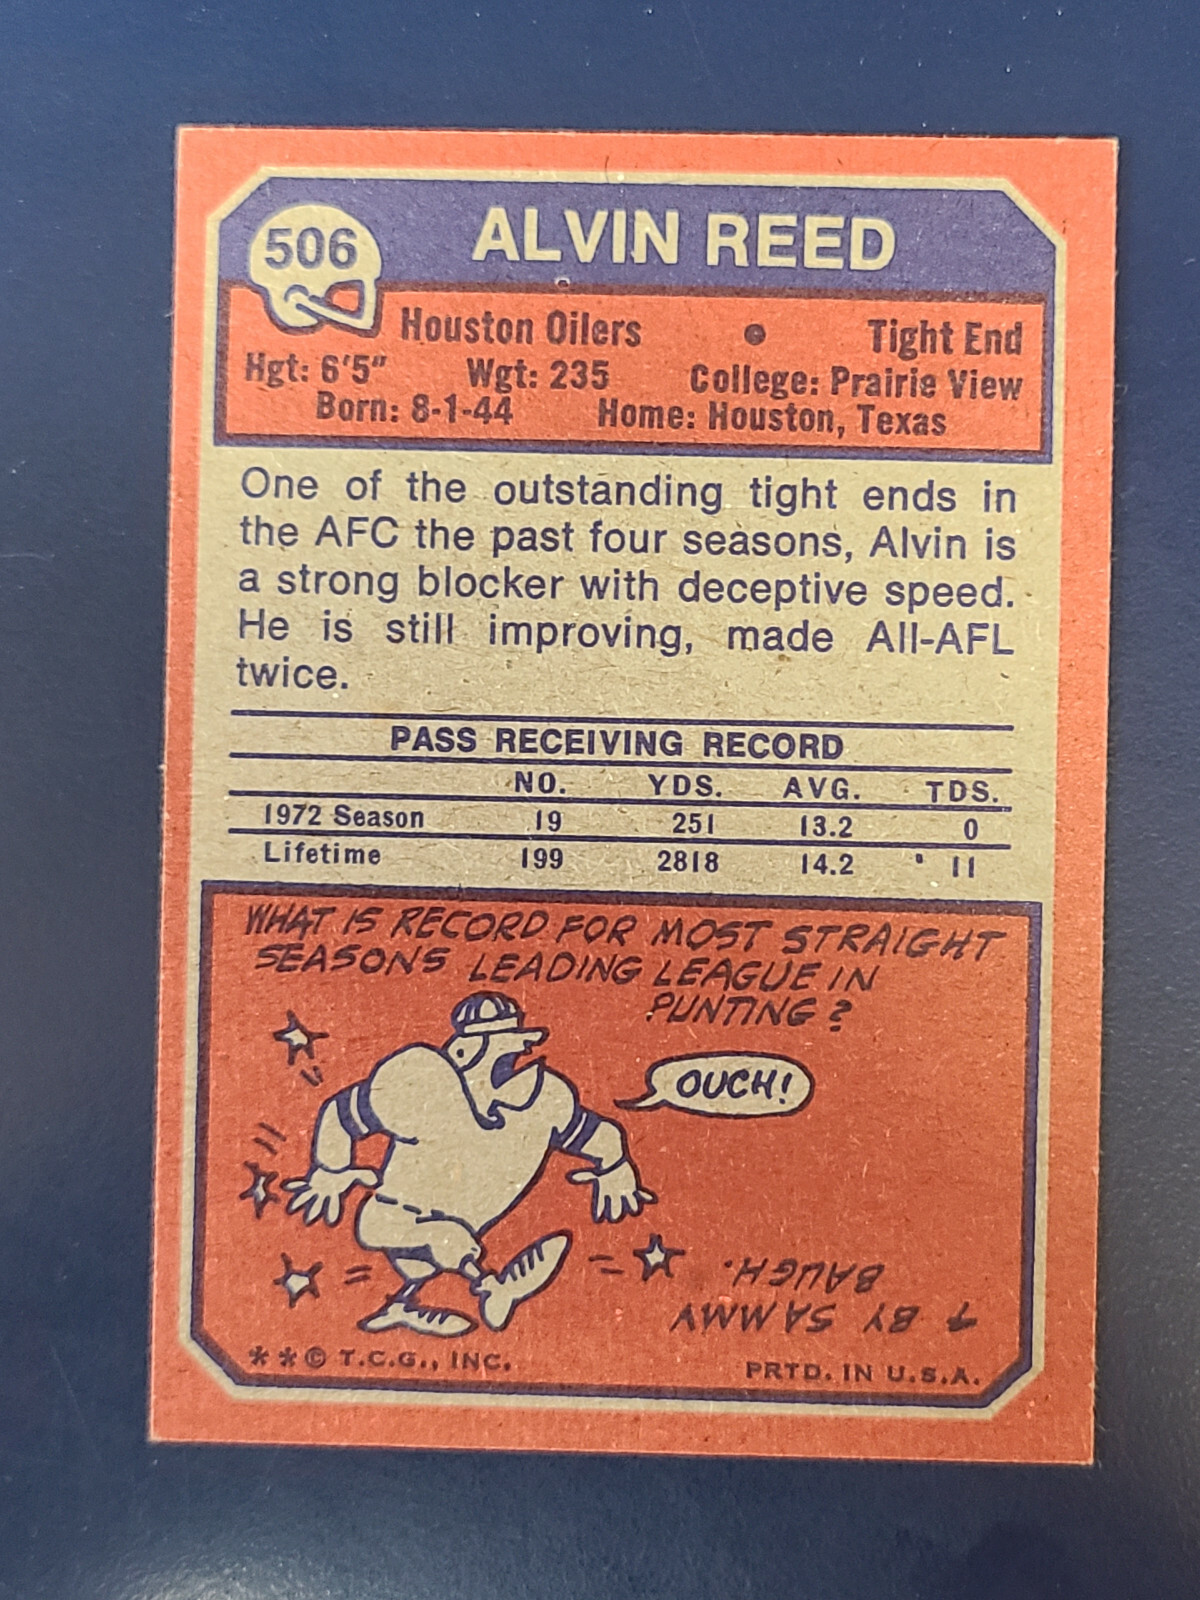 506
ALVIN REED
Houston Oilers • Tight End
Hgt: 6'5" Wgt: 235 College: Prairie View
Born: 8-1-44 Home: Houston, Texas
One of the outstanding tight ends in
the AFC the past four seasons, Alvin is
a strong blocker with deceptive speed.
He is still improving, made All-AFL
twice.
PASS RECEIVING RECORD
NO. YDS. AVG. TDS.
1972 Season 19 251 13.2 0
Lifetime 199 2818 14.2 11
WHAT IS RECORD FOR MOST STRAIGHT
SEASONS LEADING LEAGUE IN
PUNTING?
OUCH!
4 BY SAMMY
BAUGH.
**© T.C.G., INC. PRTD. IN U.S.A.